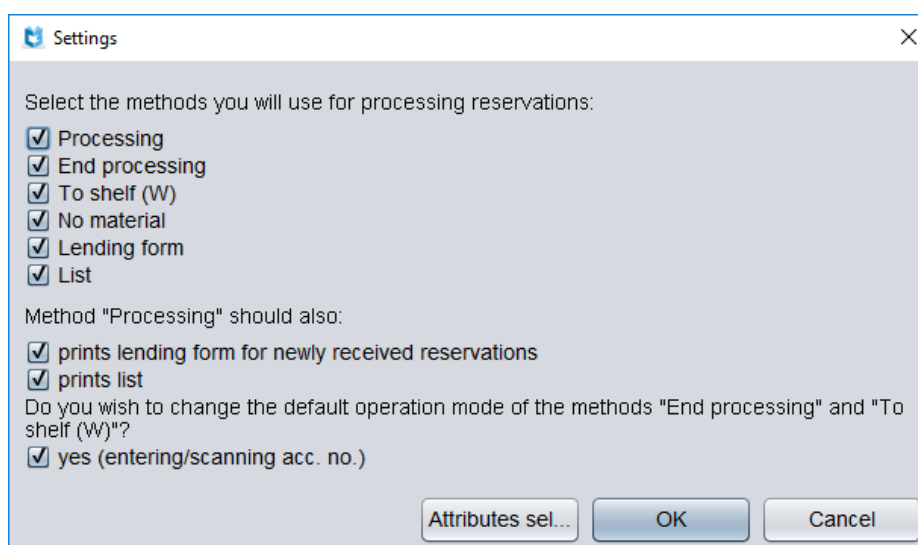 Settings
Select the methods you will use for processing reservations:
Processing
End processing
To shelf (W)
No material
Lending form
List
Method "Processing" should also:
prints lending form for newly received reservations
prints list
Do you wish to change the default operation mode of the methods "End processing" and "To
shelf (W)"?
yes (entering/scanning acc. no.)
Attributes sel... OK Cancel